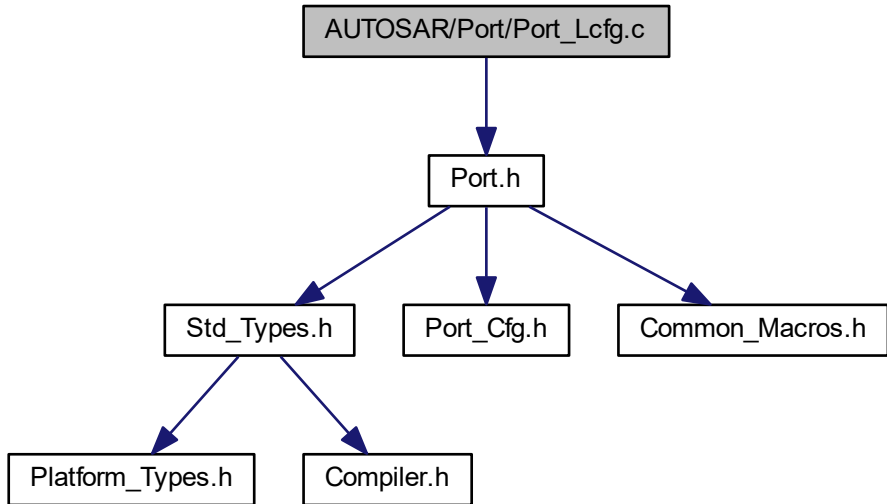 AUTOSAR/Port/Port_Lcfg.c
Port.h
Std_Types.h
Port_Cfg.h
Common_Macros.h
Platform_Types.h
Compiler.h